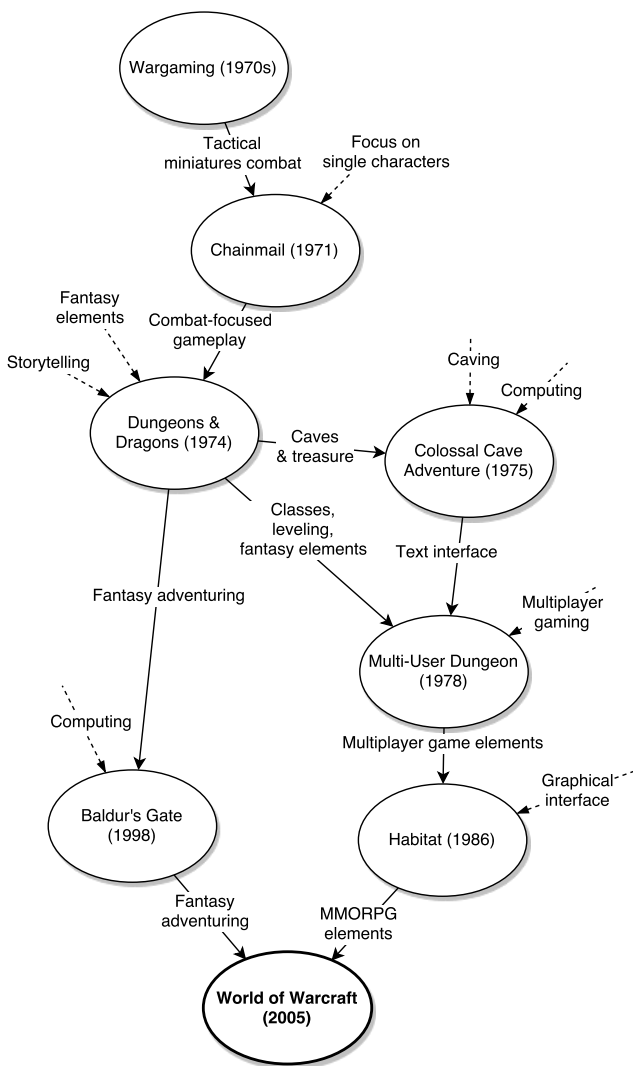 Wargaming (1970s)
Tactical
miniatures combat
Focus on
single characters
Chainmail (1971)
Fantasy
elements
Combat-focused
gameplay
Storytelling
Caving
Computing
Dungeons &
Dragons (1974)
Caves
& treasure
Colossal Cave
Adventure (1975)
Classes,
leveling,
fantasy elements
Text interface
Fantasy adventuring
Multiplayer
gaming
Multi-User Dungeon
(1978)
Computing
Multiplayer game elements
Graphical
interface
Baldur's Gate
(1998)
Habitat (1986)
Fantasy
adventuring
MMORPG
elements
World of Warcraft
(2005)